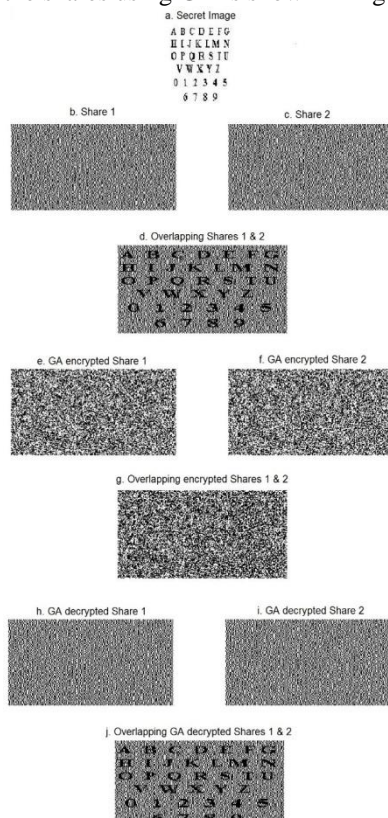 the shares using
a. Secret Image
A B C D E F G
H I J K L M N
O P Q R S T U
V W X Y Z
0 1 2 3 4 5
6 7 8 9
b. Share 1
c. Share 2
d. Overlapping Shares 1 & 2
A B C D E F G
H I J K L M N
O P Q R S T U
V W X Y Z
0 1 2 3 4 5
6 7 8 9
e. GA encrypted Share 1
f. GA encrypted Share 2
g. Overlapping encrypted Shares 1 & 2
h. GA decrypted Share 1
i. GA decrypted Share 2
j. Overlapping GA decrypted Shares 1 & 2
A B C D E F G
H I J K L M N
O P Q R S T U
V W X Y Z
0 1 2 3 4 5